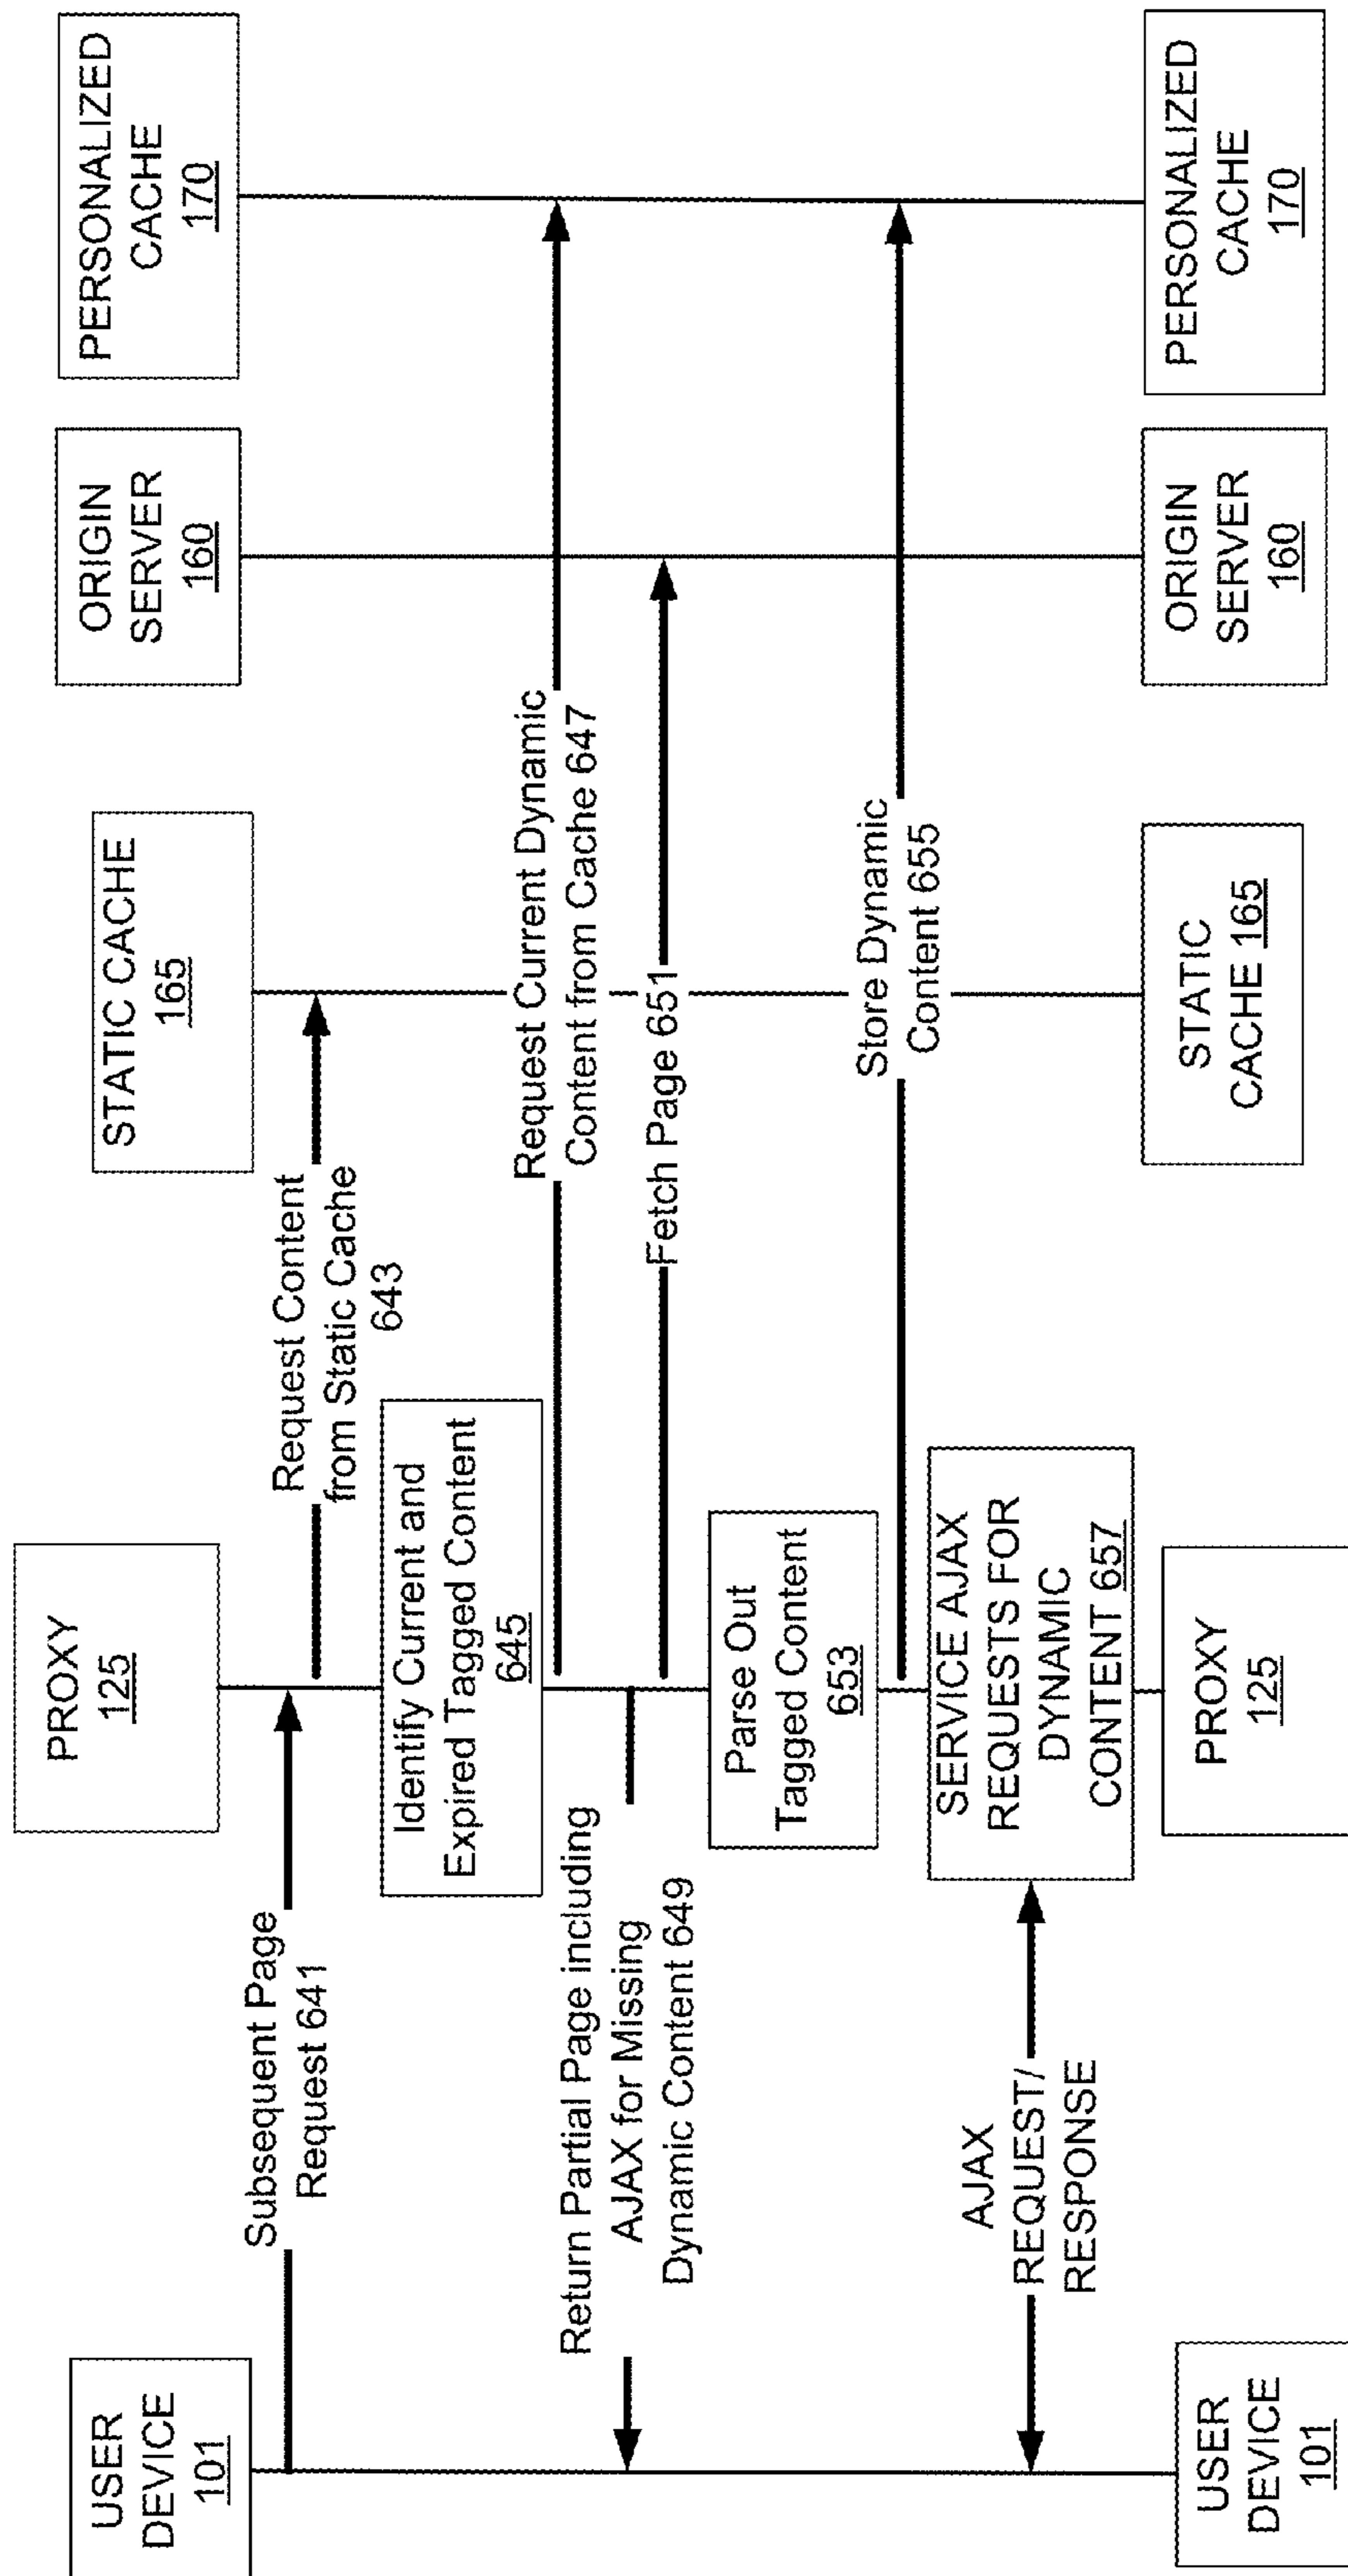 USER
DEVICE
101
PROXY
125
STATIC CACHE
165
ORIGIN
SERVER
160
PERSONALIZED
CACHE
170
Subsequent Page
Request 641
Request Content
from Static Cache
643
Identify Current and
Expired Tagged Content
645
Request Current Dynamic
Content from Cache 647
Return Partial Page including
AJAX for Missing
Dynamic Content 649
Fetch Page 651
Parse Out
Tagged Content
653
Store Dynamic
Content 655
SERVICE AJAX
REQUESTS FOR
DYNAMIC
CONTENT 657
AJAX
REQUEST/
RESPONSE
USER
DEVICE
101
PROXY
125
STATIC
CACHE 165
ORIGIN
SERVER
160
PERSONALIZED
CACHE
170